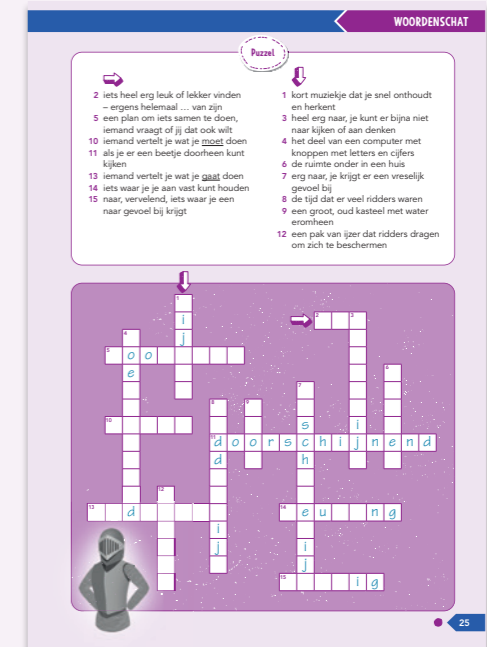 WOORDENSCHAT
Puzzel
2 iets heel erg leuk of lekker vinden
– ergens helemaal ... van zijn
5 een plan om iets samen te doen,
iemand vraagt of jij dat ook wilt
10 iemand vertelt je wat je moet doen
11 als je er een beetje doorheen kunt
kijken
13 iemand vertelt je wat je gaat doen
14 iets waar je je aan vast kunt houden
15 naar, vervelend, iets waar je een
naar gevoel bij krijgt
1 kort muziekje dat je snel onthoudt
en herkent
3 heel erg naar, je kunt er bijna niet
naar kijken of aan denken
4 het deel van een computer met
knoppen met letters en cijfers
6 de ruimte onder in een huis
7 erg naar, je krijgt er een vreselijk
gevoel bij
8 de tijd dat er veel ridders waren
9 een groot, oud kasteel met water
eromheen
12 een pak van ijzer dat ridders dragen
om zich te beschermen
1
i 2 3
4 j
5 o o
e 6
7
8 9
10 s i
11 d o o r s c h i j n e n d
d h
12
13 d 14 e u n g
i i
j j
15 i g
25